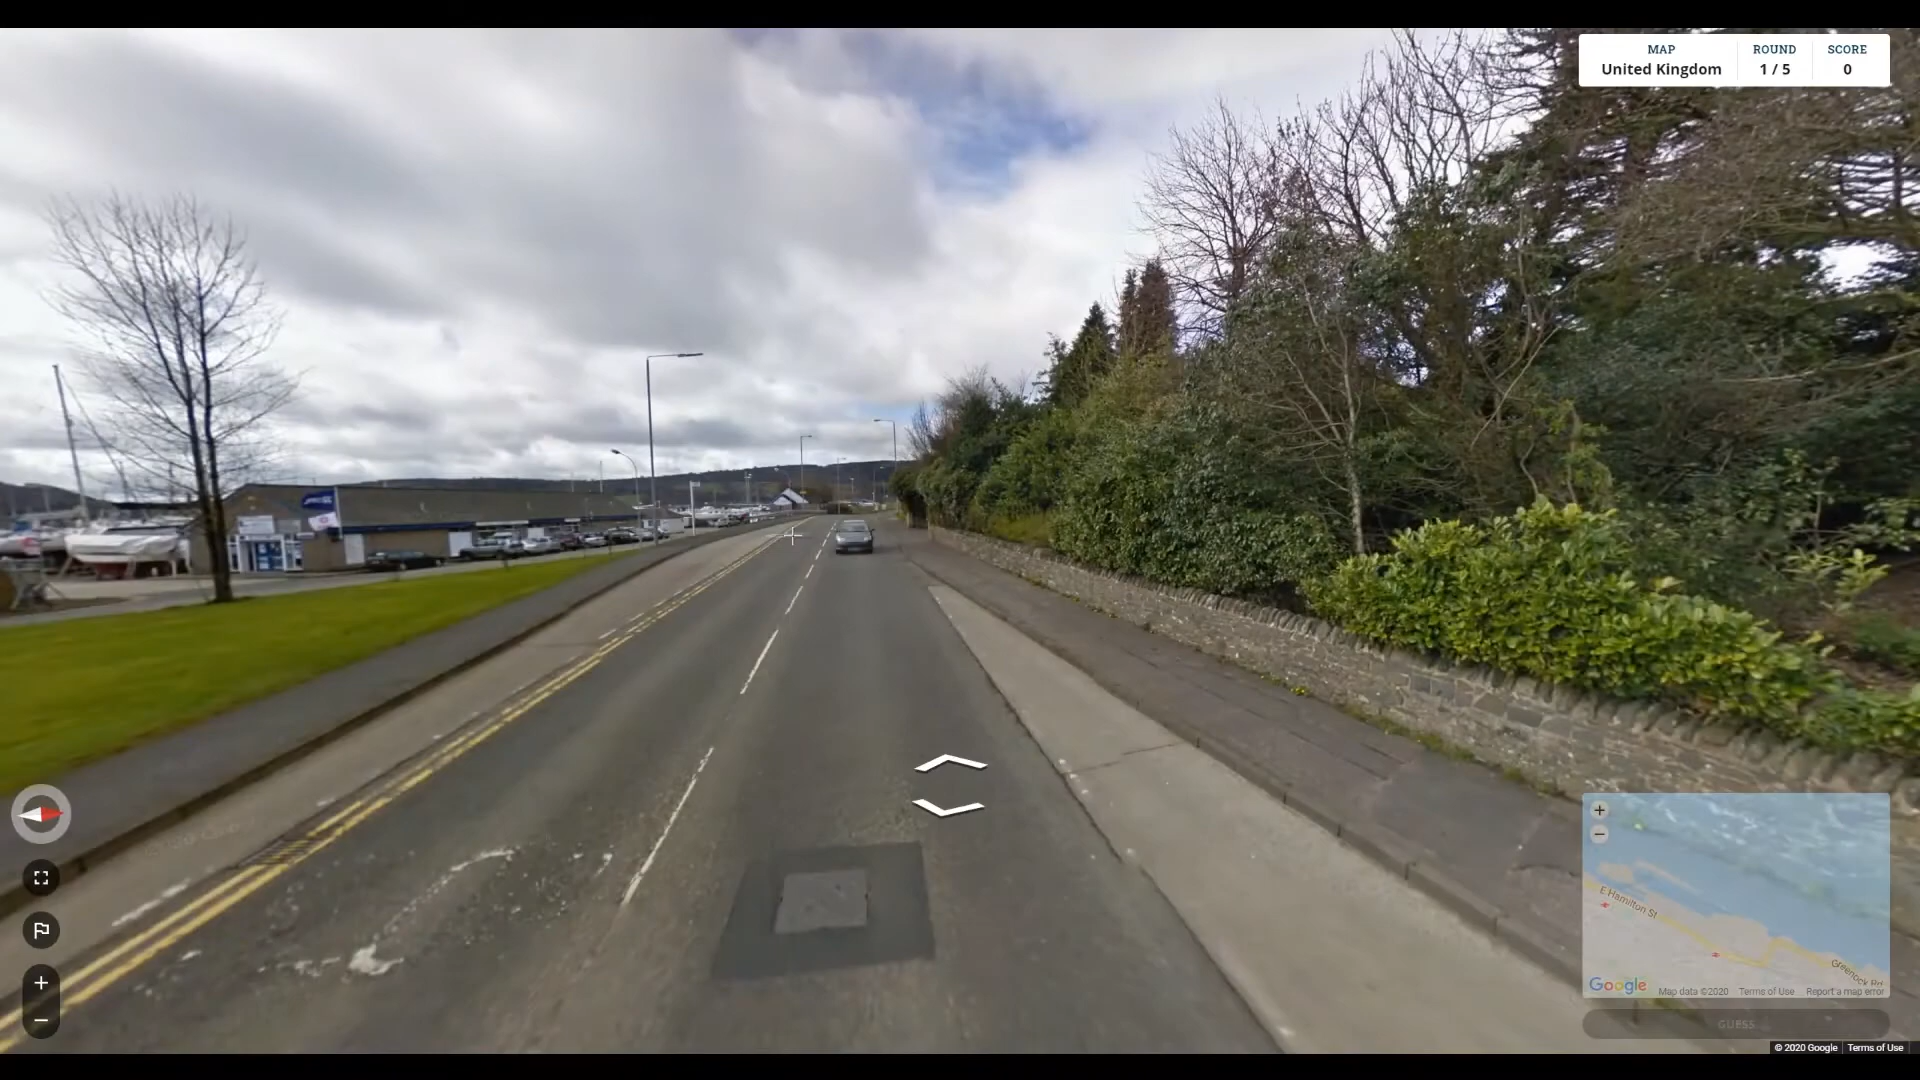 MAP ROUND SCORE
United Kingdom 1 / 5 0
+
−
E Hamilton St
Greenock Rd
Google Map data ©2020 Terms of Use Report a map error
GUESS
+
−
© 2020 Google Terms of Use